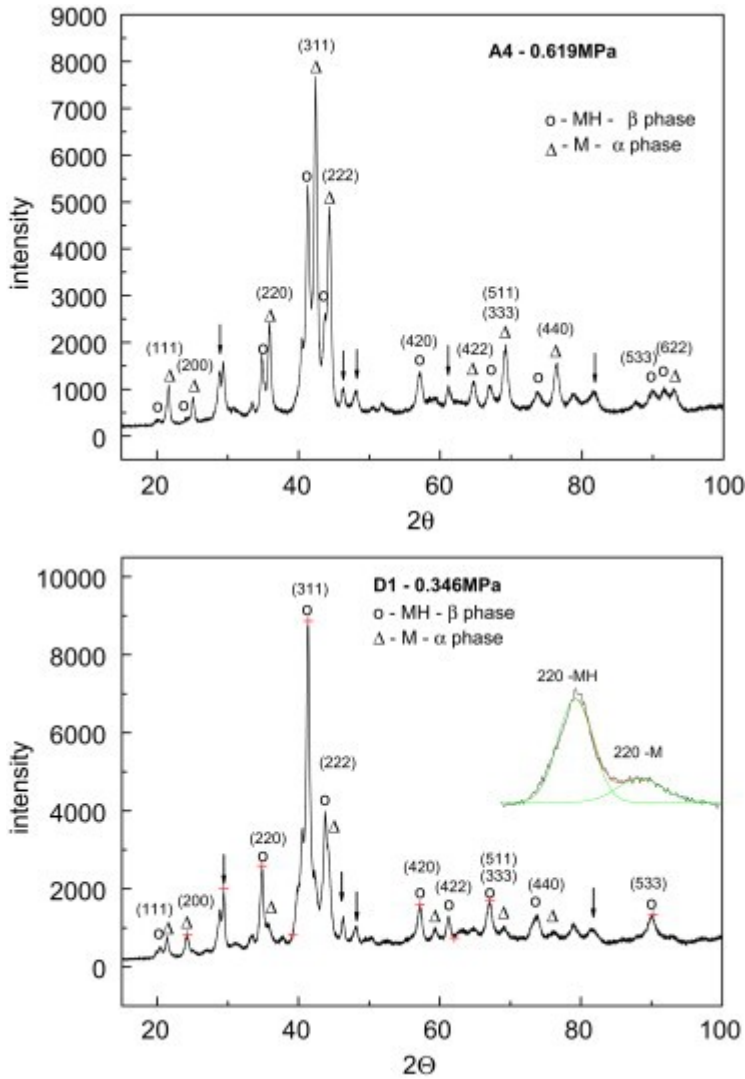 A4 - 0.619MPa
o - MH - β phase
Δ - M - α phase
intensity
9000
8000
7000
6000
5000
4000
3000
2000
1000
0
(111)
Δ
o
(200)
Δ
o
(220)
Δ
o
(311)
Δ
o
(222)
Δ
o
(420)
o
(422)
Δ
o
(511)
(333)
Δ
o
(440)
Δ
(533)
o
o
(622)
Δ
20
40
60
80
100
2θ
D1 - 0.346MPa
o - MH - β phase
Δ - M - α phase
intensity
10000
8000
6000
4000
2000
0
(111)
o
Δ
(200)
Δ
(220)
o
Δ
(311)
o
(222)
o
Δ
(420)
o
Δ
(422)
o
(511)
(333)
o
Δ
(440)
o
Δ
(533)
o
220 -MH
220 -M
20
40
60
80
100
2Θ